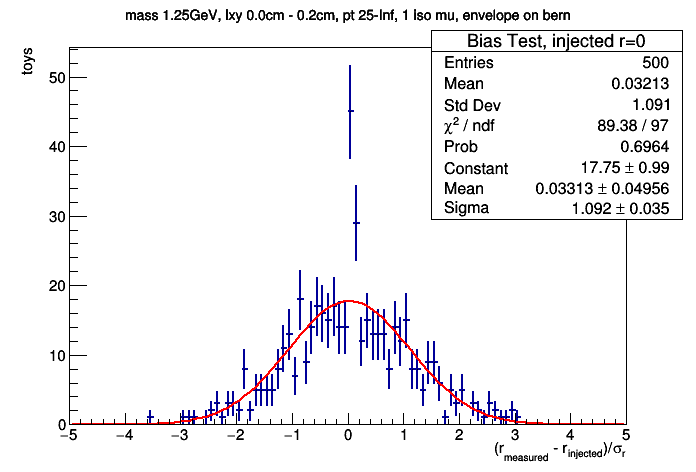 mass 1.25GeV, lxy 0.0cm - 0.2cm, pt 25-Inf, 1 Iso mu, envelope on bern
Bias Test, injected r=0
Entries 500
Mean 0.03213
Std Dev 1.091
χ² / ndf 89.38 / 97
Prob 0.6964
Constant 17.75 ± 0.99
Mean 0.03313 ± 0.04956
Sigma 1.092 ± 0.035
toys
50
40
30
20
10
0
−5 −4 −3 −2 −1 0 1 2 3 4 5
(r_measured - r_injected)/σ_r